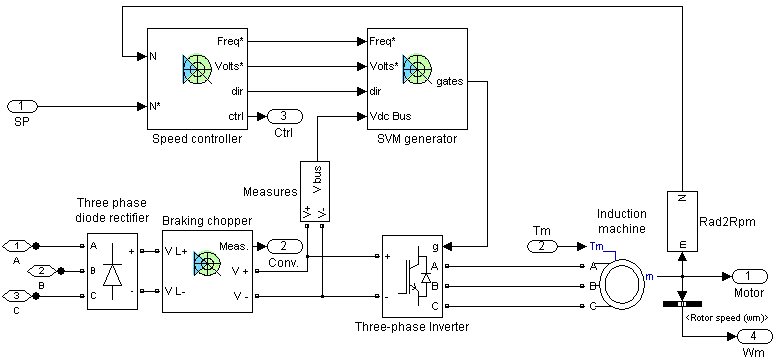 N
N*
Freq*
Volts*
dir
ctrl
Speed controller
1
SP
3
Ctrl
Freq*
Volts*
dir
Vdc Bus
gates
SVM generator
Measures
V bus
V+
V-
Three phase
diode rectifier
A
B
C
+
-
1
A
2
B
3
C
Braking chopper
V L+
V L-
Meas.
V +
V -
2
Conv.
+
-
g
A
B
C
Three-phase Inverter
Tm
2
Induction
machine
Tm
A
B
C
m
N
m
Rad2Rpm
1
Motor
<Rotor speed (wm)>
4
Wm